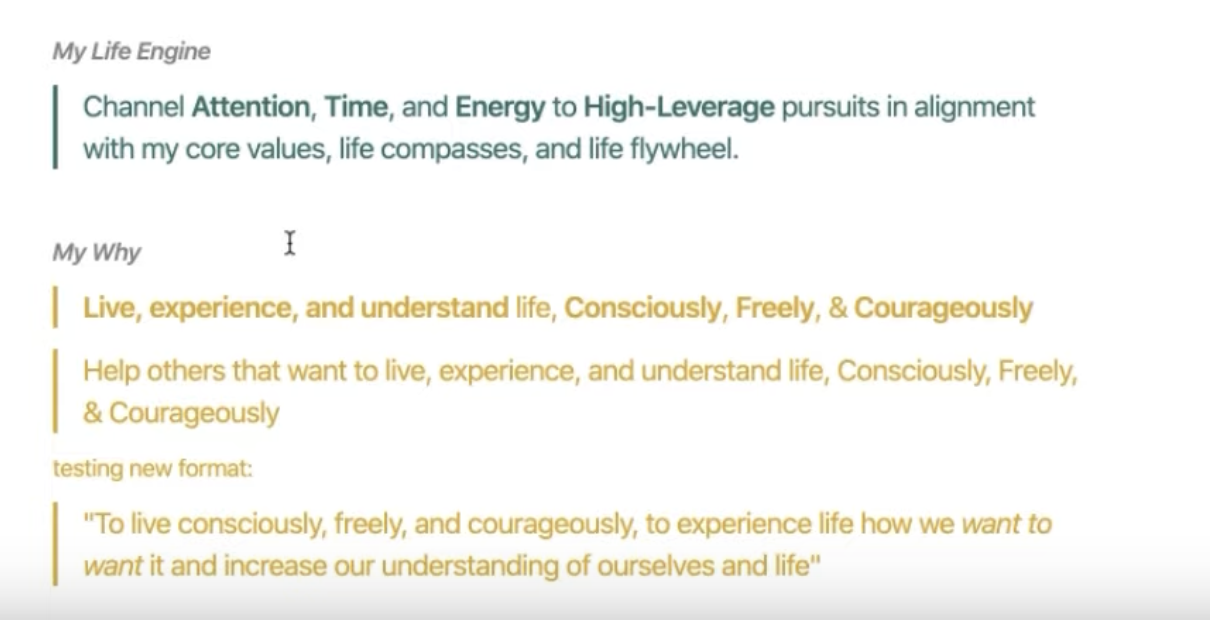 My Life Engine
Channel Attention, Time, and Energy to High-Leverage pursuits in alignment
with my core values, life compasses, and life flywheel.
My Why
Live, experience, and understand life, Consciously, Freely, & Courageously
Help others that want to live, experience, and understand life, Consciously, Freely,
& Courageously
testing new format:
"To live consciously, freely, and courageously, to experience life how we want to
want it and increase our understanding of ourselves and life"